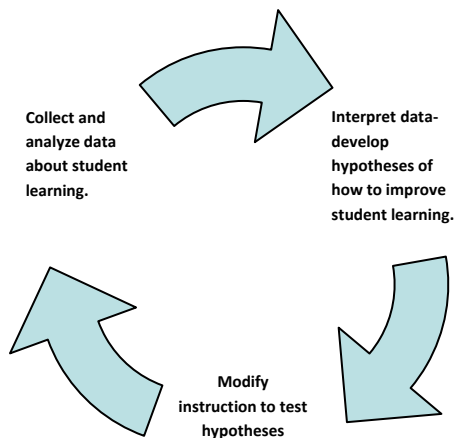 Collect and
analyze data
about student
learning.
Interpret data-
develop
hypotheses of
how to improve
student learning.
Modify
instruction to test
hypotheses